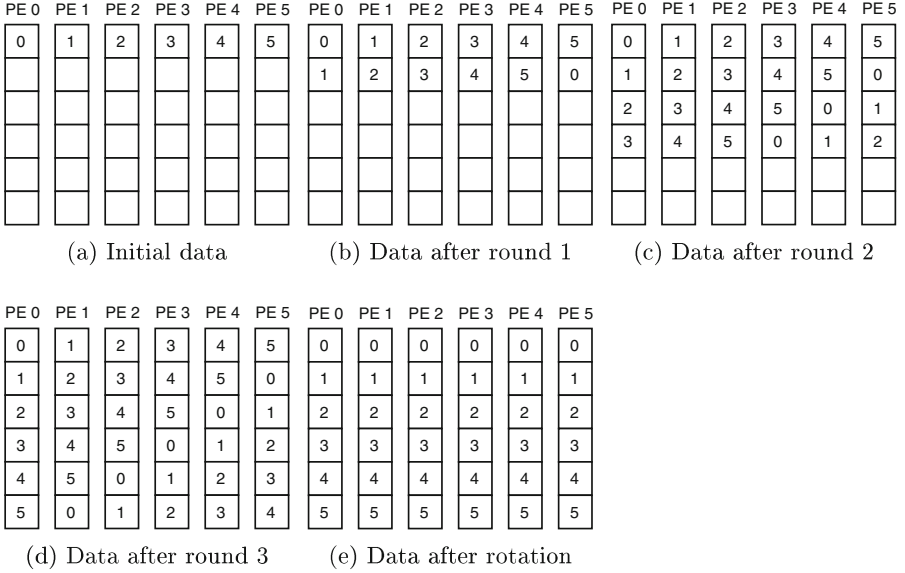 PE 0 PE 1 PE 2 PE 3 PE 4 PE 5 PE 0 PE 1 PE 2 PE 3 PE 4 PE 5 PE 0 PE 1 PE 2 PE 3 PE 4 PE 5
0 1 2 3 4 5 0 1 2 3 4 5 0 1 2 3 4 5
1 2 3 4 5 0 1 2 3 4 5 0
2 3 4 5 0 1
3 4 5 0 1 2
(a) Initial data (b) Data after round 1 (c) Data after round 2
PE 0 PE 1 PE 2 PE 3 PE 4 PE 5 PE 0 PE 1 PE 2 PE 3 PE 4 PE 5
0 1 2 3 4 5 0 0 0 0 0 0
1 2 3 4 5 0 1 1 1 1 1 1
2 3 4 5 0 1 2 2 2 2 2 2
3 4 5 0 1 2 3 3 3 3 3 3
4 5 0 1 2 3 4 4 4 4 4 4
5 0 1 2 3 4 5 5 5 5 5 5
(d) Data after round 3 (e) Data after rotation